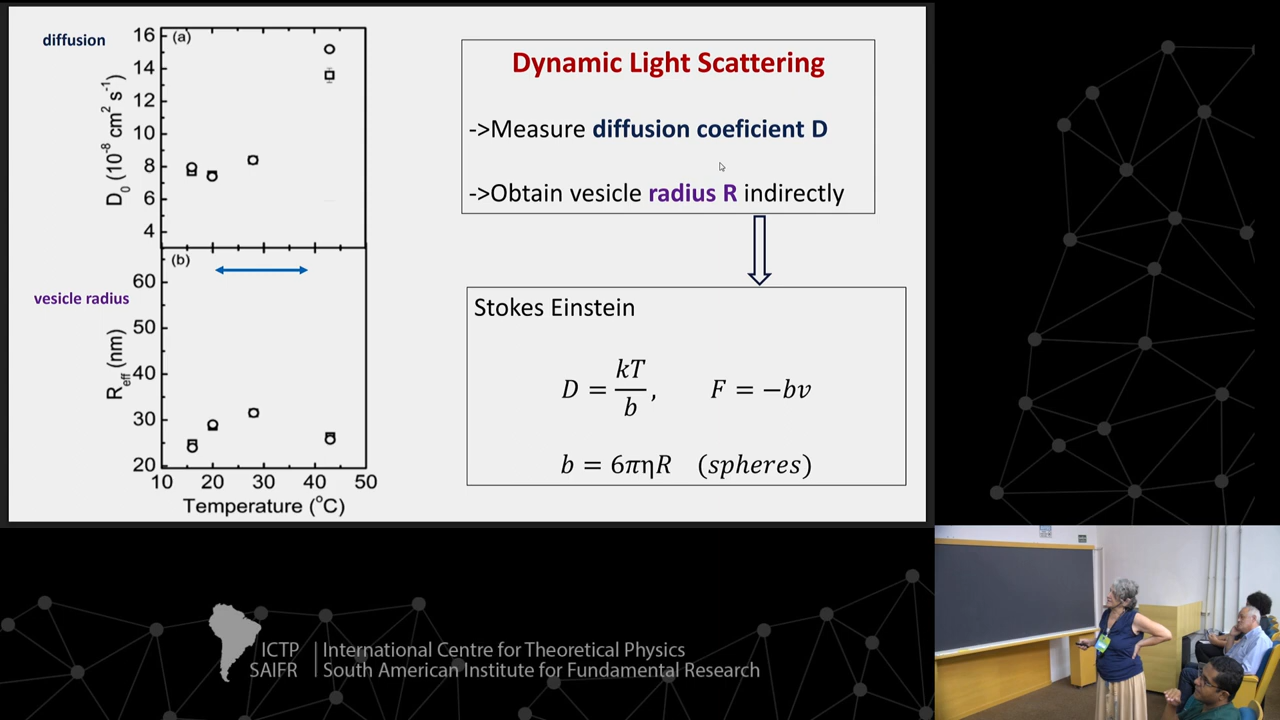 diffusion
(a)
16
14
12
10
8
6
4
D0 (10-8 cm2 s-1)
(b)
vesicle radius
60
50
40
30
20
Reff (nm)
10 20 30 40 50
Temperature (oC)
Dynamic Light Scattering
->Measure diffusion coeficient D
->Obtain vesicle radius R indirectly
Stokes Einstein
D = kT/b, F = −bv
b = 6πηR (spheres)
ICTP
SAIFR
International Centre for Theoretical Physics
South American Institute for Fundamental Research